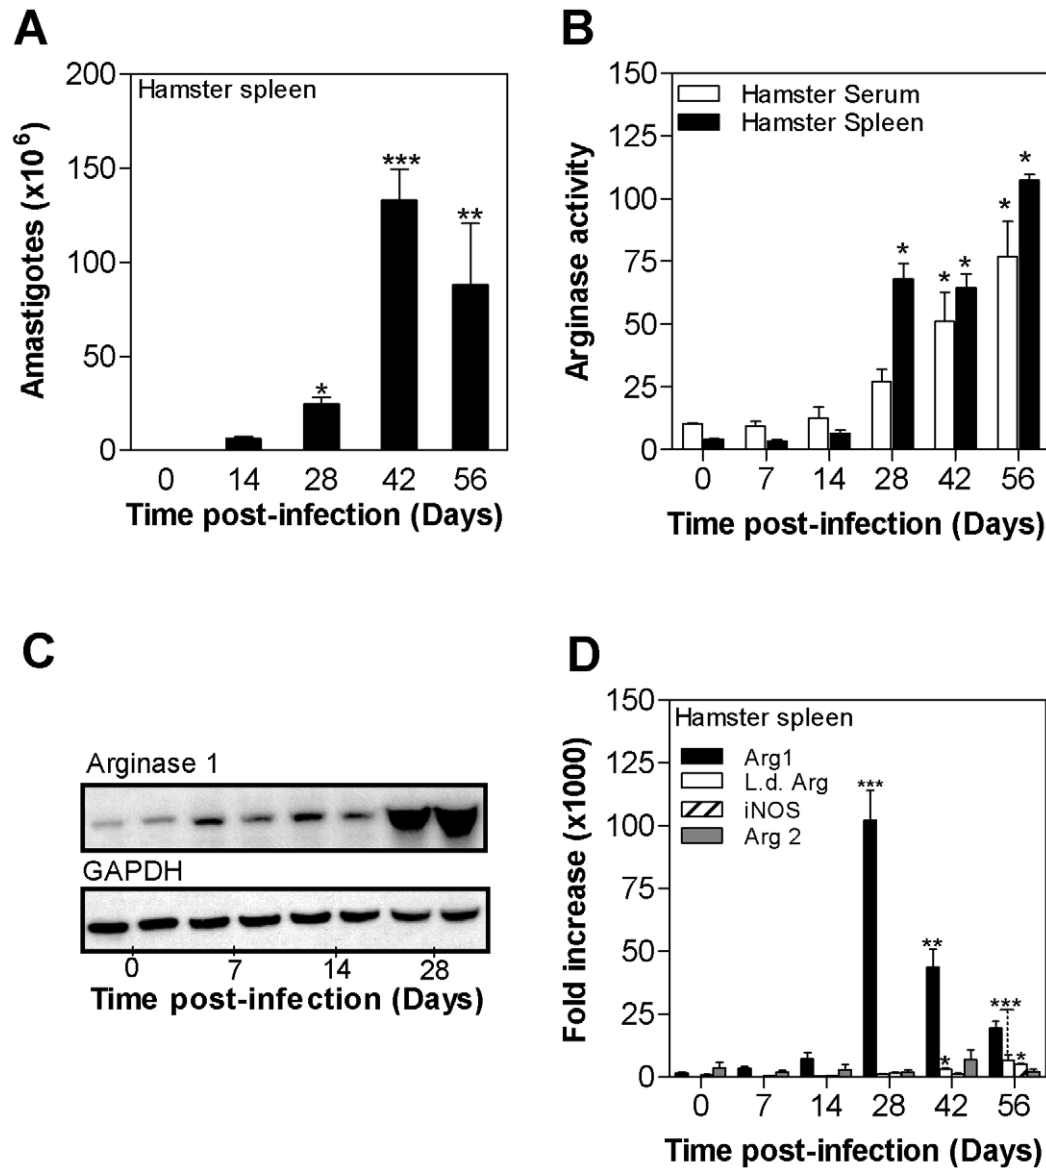 A
200
150
100
50
0
Amastigotes (x10⁶)
Hamster spleen
*
***
**
0 14 28 42 56
Time post-infection (Days)
B
150
125
100
75
50
25
0
Arginase activity
Hamster Serum
Hamster Spleen
*
*
*
*
*
0 7 14 28 42 56
Time post-infection (Days)
C
Arginase 1
GAPDH
0 7 14 28
Time post-infection (Days)
D
150
125
100
75
50
25
0
Fold increase (x1000)
Hamster spleen
Arg1
L.d. Arg
iNOS
Arg 2
***
**
*
***
*
0 7 14 28 42 56
Time post-infection (Days)